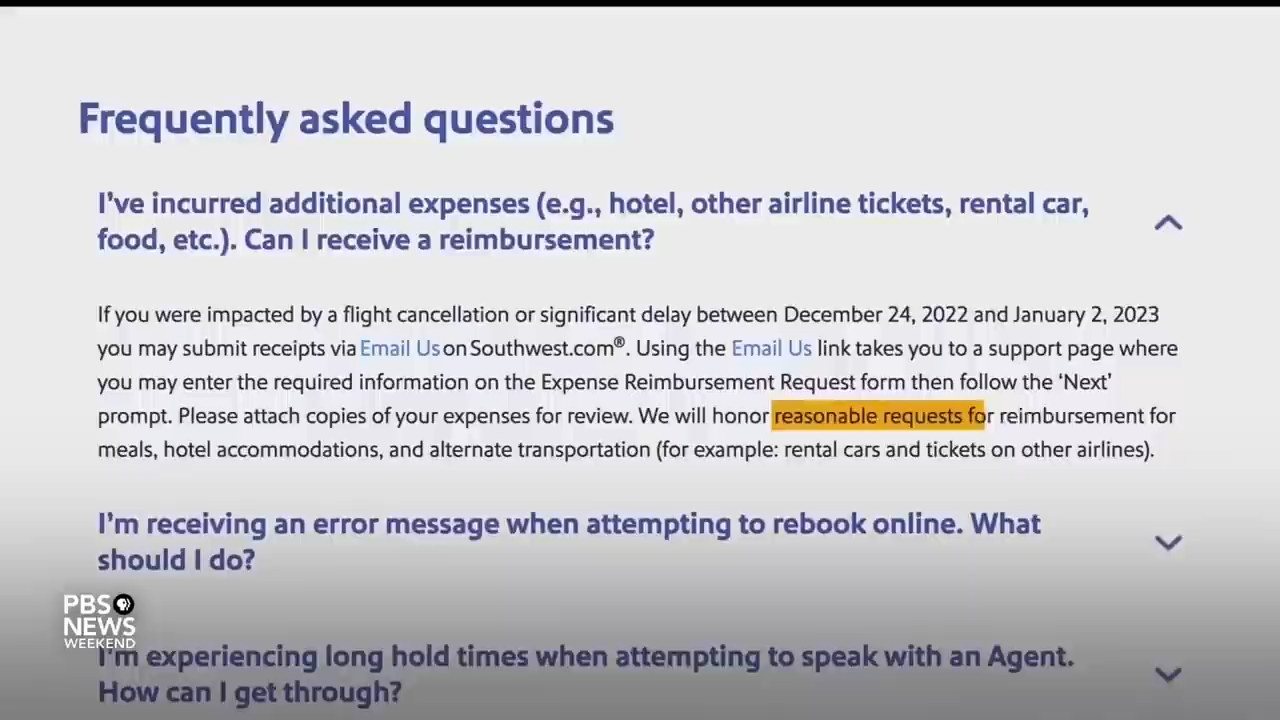 Frequently asked questions
I've incurred additional expenses (e.g., hotel, other airline tickets, rental car,
food, etc.). Can I receive a reimbursement?
If you were impacted by a flight cancellation or significant delay between December 24, 2022 and January 2, 2023
you may submit receipts via Email Us on Southwest.com®. Using the Email Us link takes you to a support page where
you may enter the required information on the Expense Reimbursement Request form then follow the 'Next'
prompt. Please attach copies of your expenses for review. We will honor reasonable requests for reimbursement for
meals, hotel accommodations, and alternate transportation (for example: rental cars and tickets on other airlines).
I'm receiving an error message when attempting to rebook online. What
should I do?
PBS
NEWS
WEEKEND
I'm experiencing long hold times when attempting to speak with an Agent.
How can I get through?